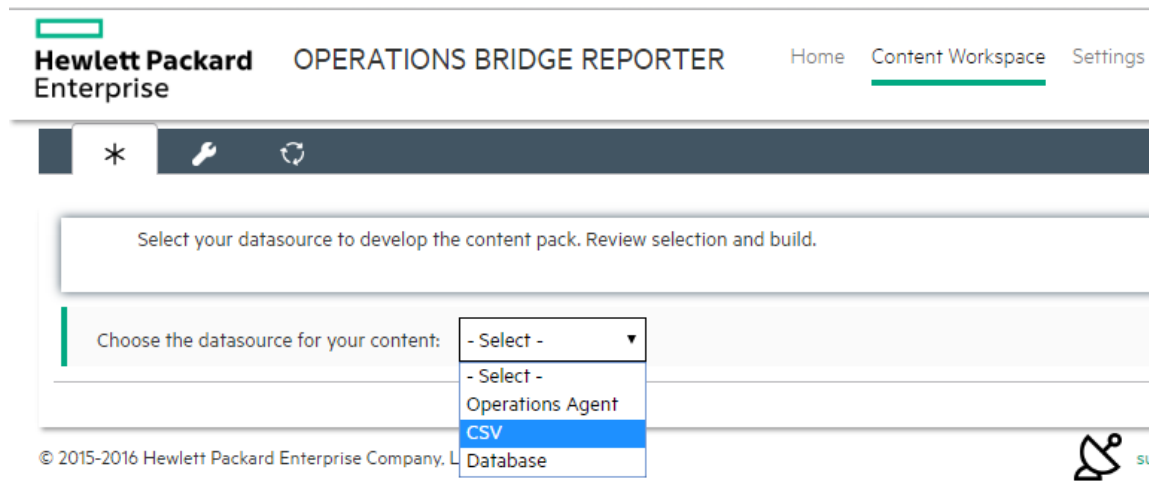 Hewlett Packard
Enterprise
OPERATIONS BRIDGE REPORTER
Home Content Workspace Settings
Select your datasource to develop the content pack. Review selection and build.
Choose the datasource for your content: - Select -
- Select -
Operations Agent
CSV
Database
© 2015-2016 Hewlett Packard Enterprise Company, L